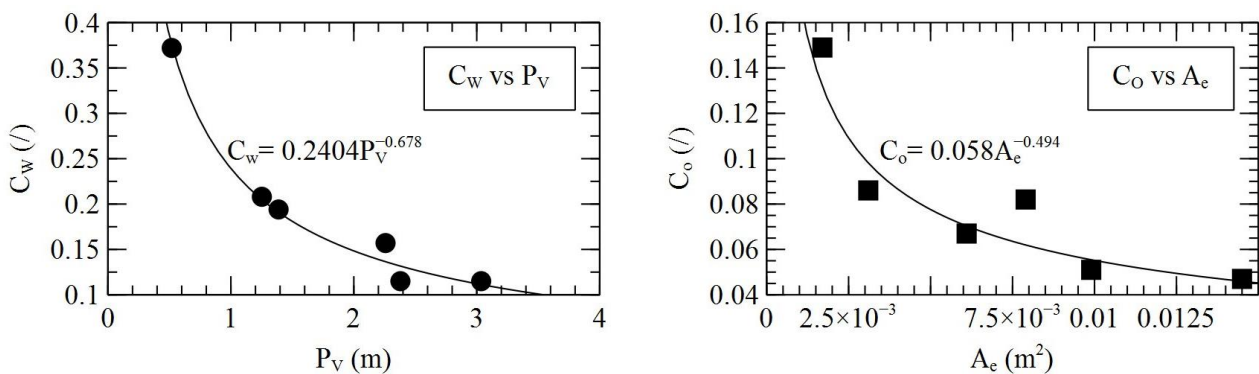 0.4
0.35
0.3
0.25
0.2
0.15
0.1
C_W (/)
C_W vs P_V
C_w= 0.2404P_V^−0.678
0 1 2 3 4
P_V (m)
0.16
0.14
0.12
0.1
0.08
0.06
0.04
C_o (/)
C_O vs A_e
C_o= 0.058A_e^−0.494
0 2.5×10^−3 7.5×10^−3 0.01 0.0125
A_e (m^2)